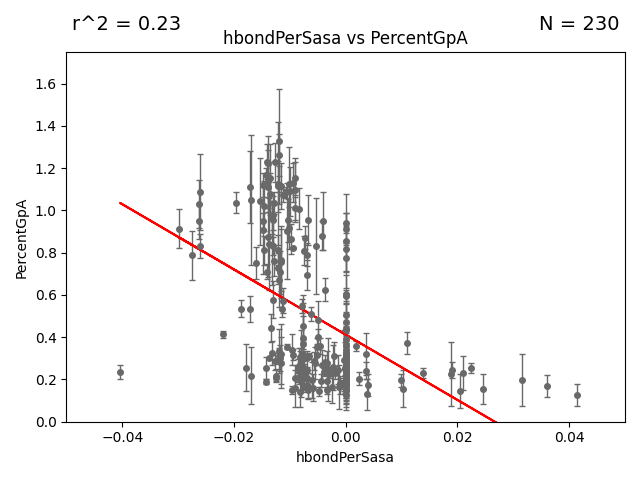 r^2 = 0.23
N = 230
hbondPerSasa vs PercentGpA
PercentGpA
1.6
1.4
1.2
1.0
0.8
0.6
0.4
0.2
0.0
−0.04
−0.02
0.00
0.02
0.04
hbondPerSasa